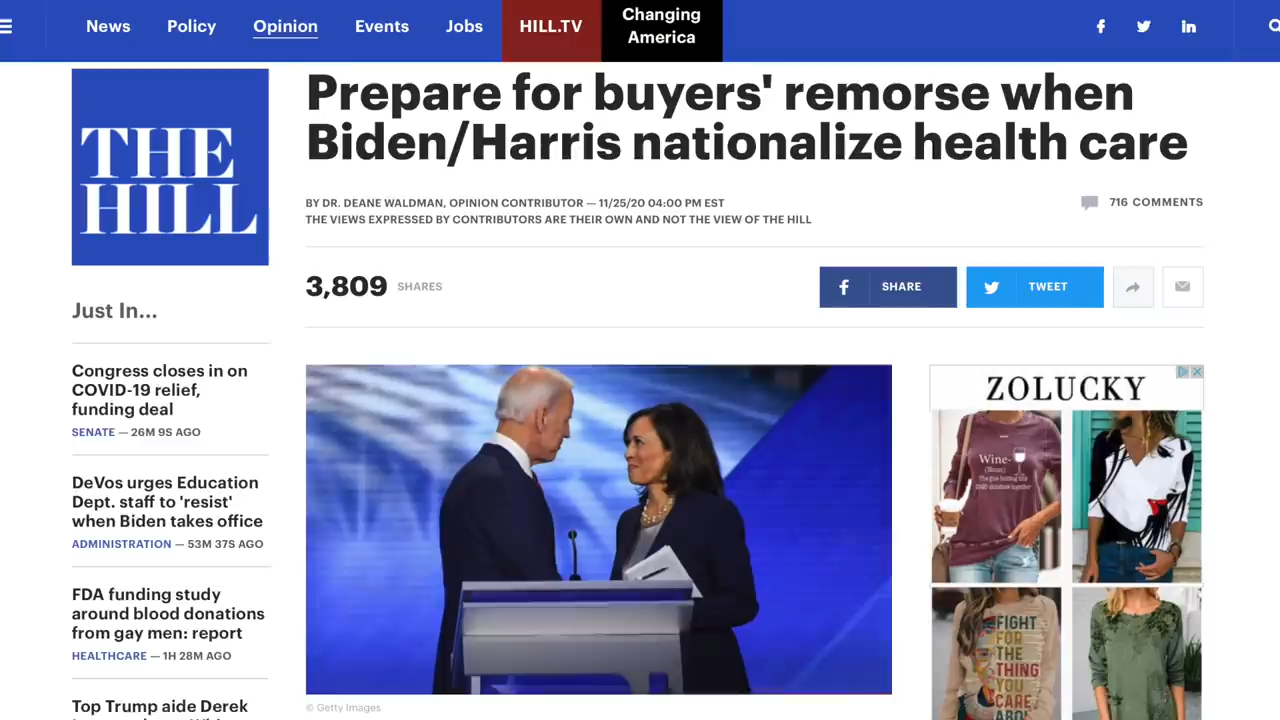 News Policy Opinion Events Jobs HILL.TV
Changing
America
THE
HILL
Prepare for buyers' remorse when
Biden/Harris nationalize health care
BY DR. DEANE WALDMAN, OPINION CONTRIBUTOR — 11/25/20 04:00 PM EST
THE VIEWS EXPRESSED BY CONTRIBUTORS ARE THEIR OWN AND NOT THE VIEW OF THE HILL
716 COMMENTS
3,809 SHARES
SHARE
TWEET
Just In...
Congress closes in on
COVID-19 relief,
funding deal
SENATE — 26M 9S AGO
DeVos urges Education
Dept. staff to 'resist'
when Biden takes office
ADMINISTRATION — 53M 37S AGO
FDA funding study
around blood donations
from gay men: report
HEALTHCARE — 1H 28M AGO
Top Trump aide Derek
© Getty Images
ZOLUCKY
Wine-
FIGHT
FOR
THE
THING
YOU
CARE